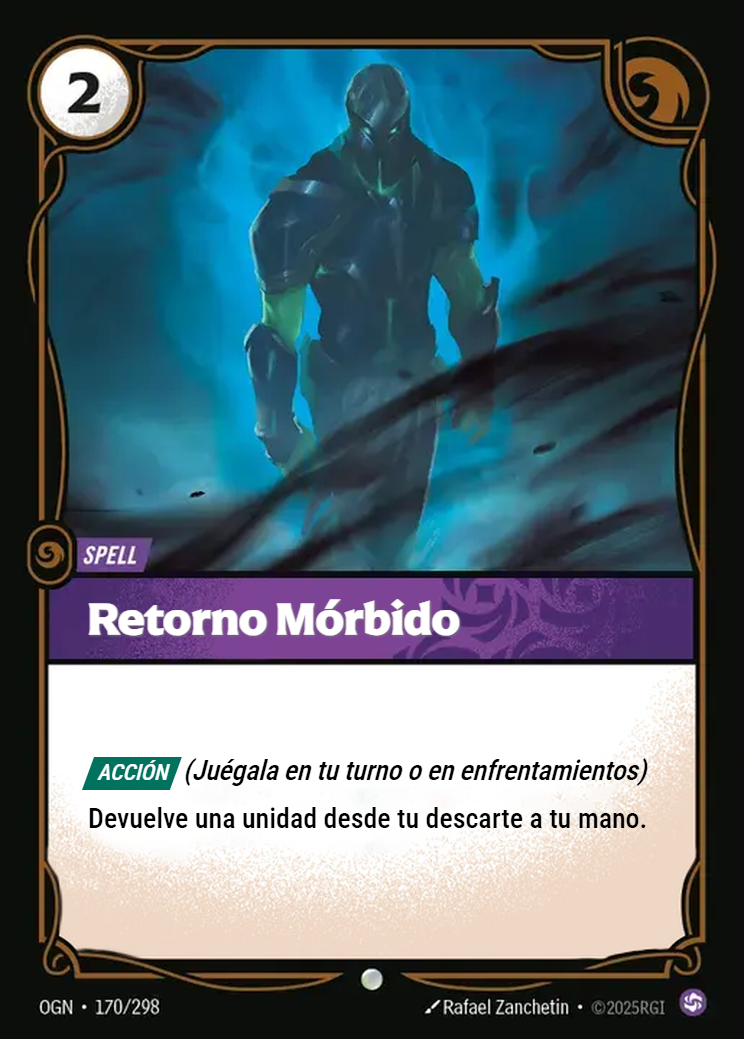 2
SPELL
Retorno Mórbido
ACCIÓN (Juégala en tu turno o en enfrentamientos)
Devuelve una unidad desde tu descarte a tu mano.
OGN • 170/298
Rafael Zanchetin • ©2025RGI